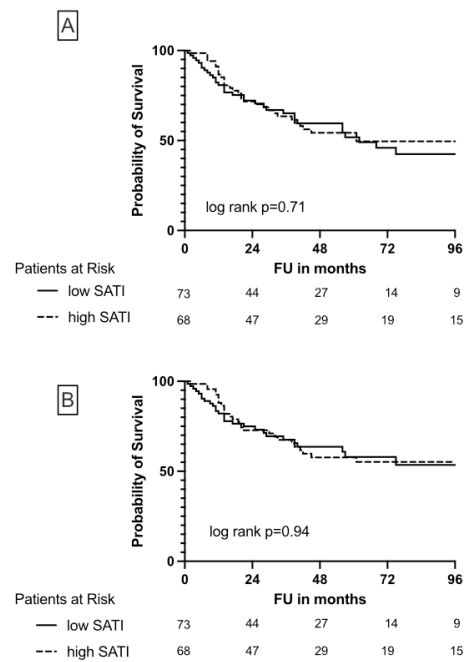 A
Probability of Survival
100
50
0
log rank p=0.71
0 24 48 72 96
Patients at Risk FU in months
low SATI 73 44 27 14 9
high SATI 68 47 29 19 15
B
Probability of Survival
100
50
0
log rank p=0.94
0 24 48 72 96
Patients at Risk FU in months
low SATI 73 44 27 14 9
high SATI 68 47 29 19 15